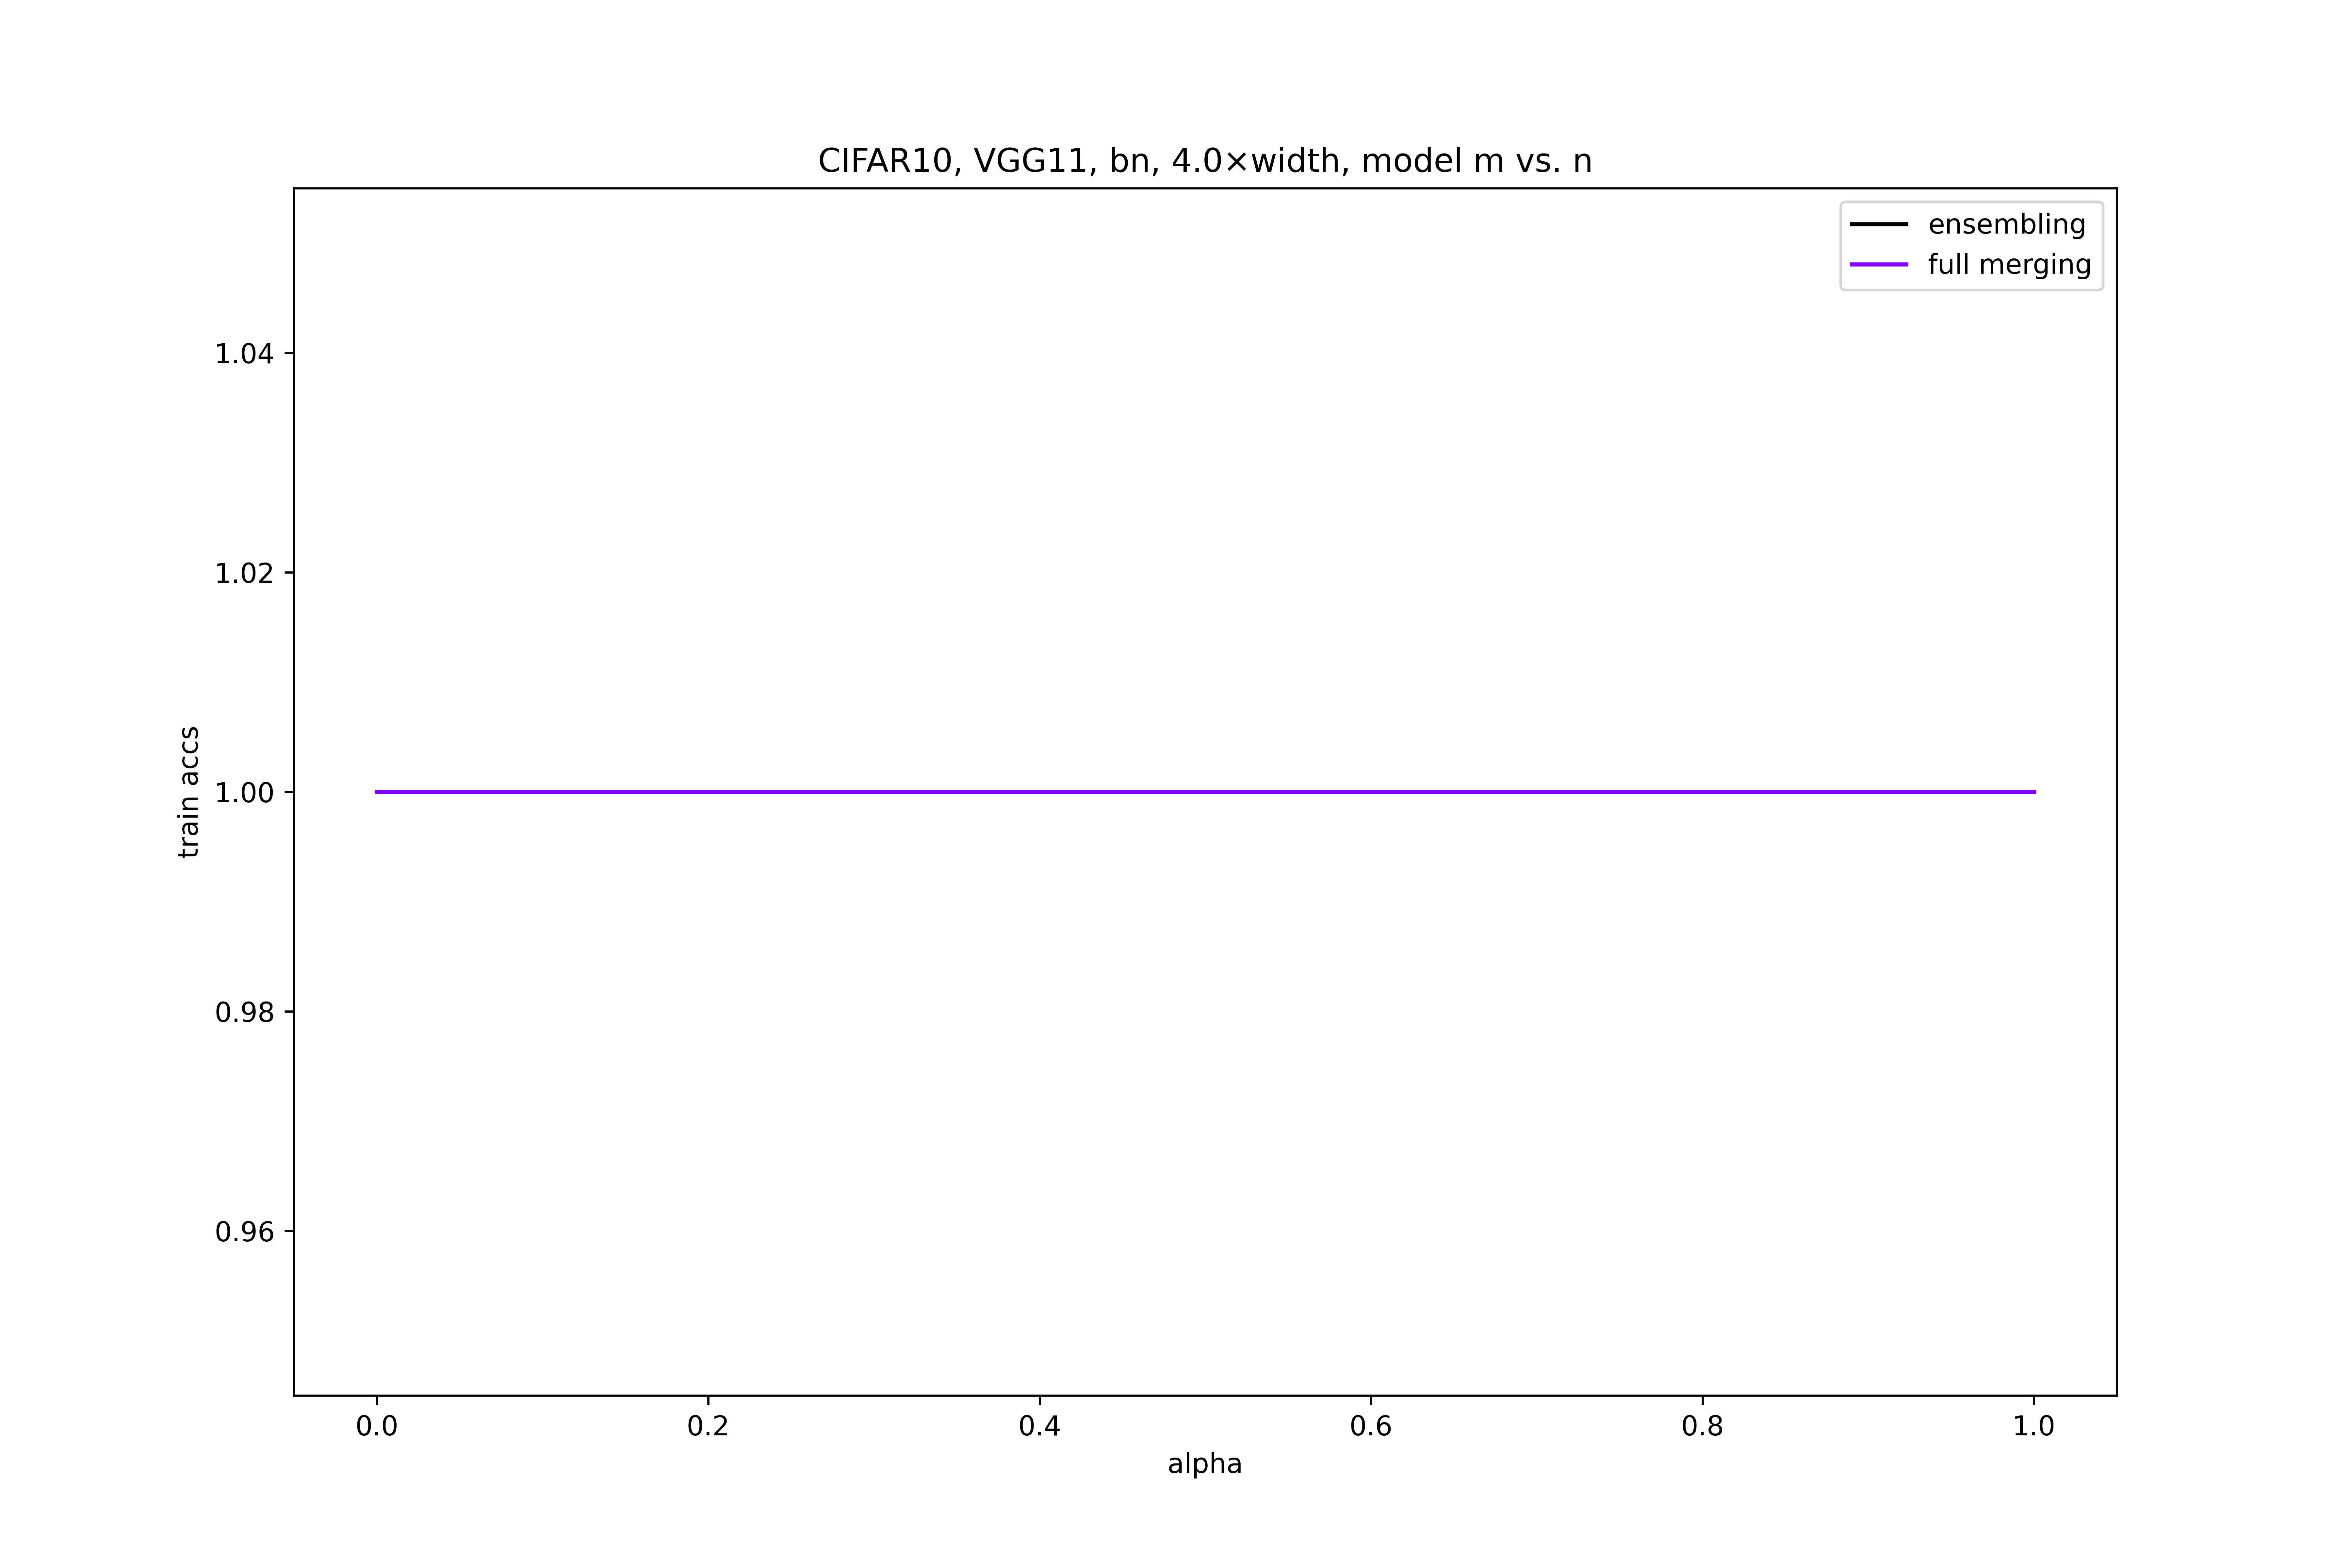 CIFAR10, VGG11, bn, 4.0×width, model m vs. n
ensembling
full merging
train accs
1.04
1.02
1.00
0.98
0.96
0.0 0.2 0.4 0.6 0.8 1.0
alpha